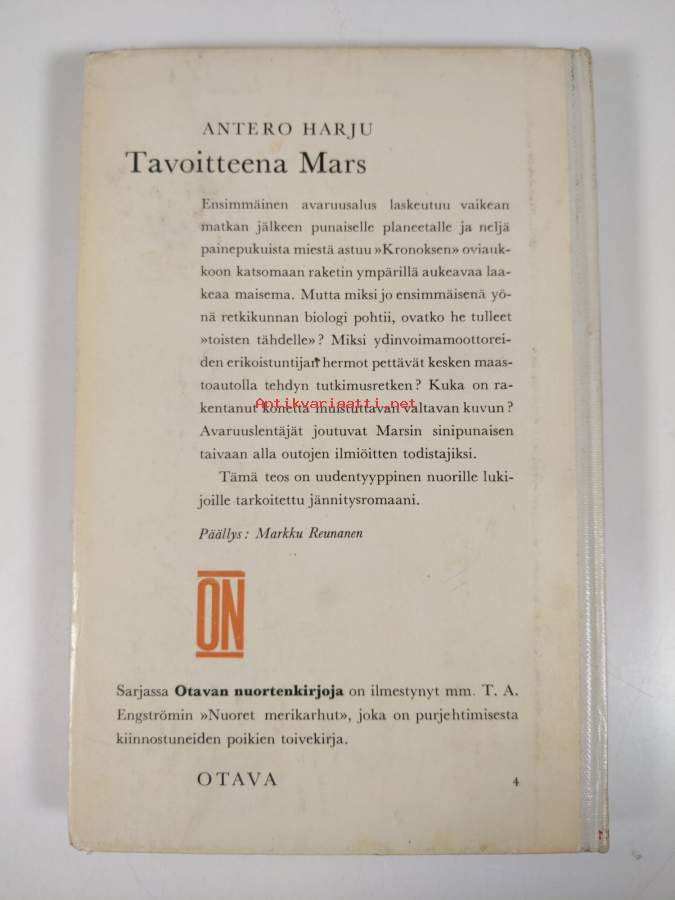 ANTERO HARJU
Tavoitteena Mars
Ensimmäinen avaruusalus laskeutuu vaikean
matkan jälkeen punaiselle planeetalle ja neljä
painepukuista miestä astuu »Kronoksen» oviauk-
koon katsomaan raketin ympärillä aukeavaa laa-
keaa maisema. Mutta miksi jo ensimmäisenä yö-
nä retkikunnan biologi pohtii, ovatko he tulleet
»toisten tähdelle»? Miksi ydinvoimamoottorei-
den erikoistuntijan hermot pettävät kesken maas-
toautolla tehdyn tutkimusretken? Kuka on ra-
kentanut konetta muistuttavan valtavan kuvun?
Antikvariaatti.net
Avaruuslentäjät joutuvat Marsin sinipunaisen
taivaan alla outojen ilmiöitten todistajiksi.
Tämä teos on uudentyyppinen nuorille luki-
joille tarkoitettu jännitysromaani.
Päällys: Markku Reunanen
ON
Sarjassa Otavan nuortenkirjoja on ilmestynyt mm. T. A.
Engströmin »Nuoret merikarhut», joka on purjehtimisesta
kiinnostuneiden poikien toivekirja.
OTAVA 4